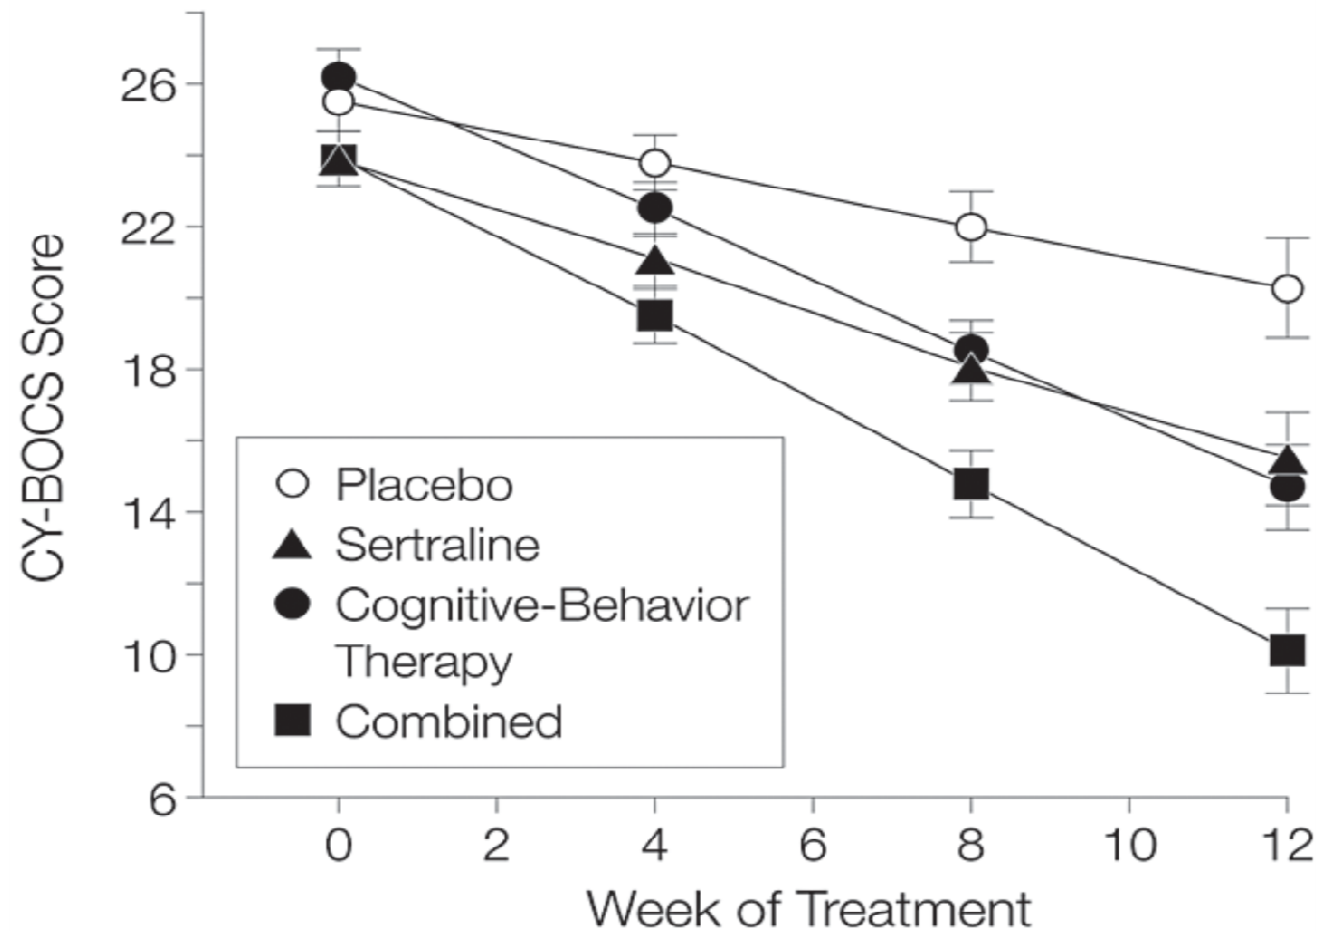 26
22
18
14
10
6
CY-BOCS Score
Placebo
Sertraline
Cognitive-Behavior
Therapy
Combined
0 2 4 6 8 10 12
Week of Treatment